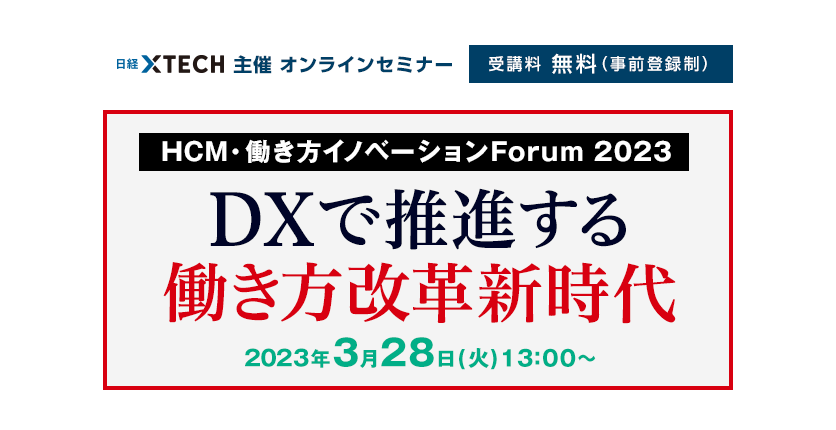 日経 XTECH 主催 オンラインセミナー 受講料 無料(事前登録制)
HCM・働き方イノベーションForum 2023
DXで推進する
働き方改革新時代
2023年3月28日(火)13:00〜